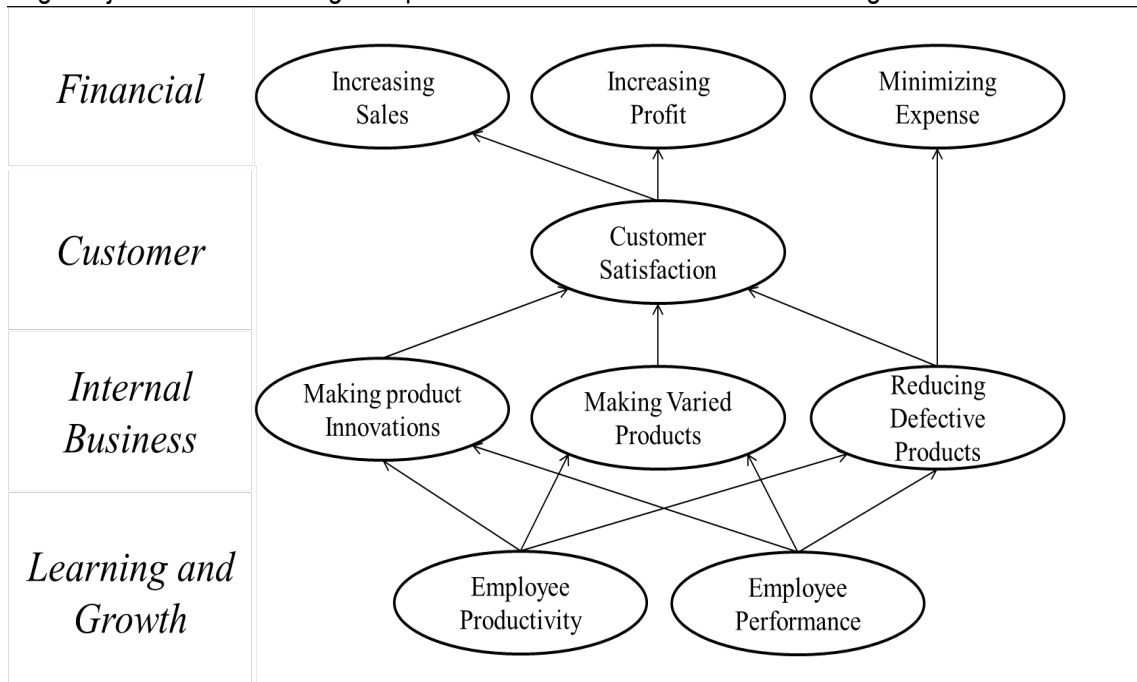 Financial
Increasing
Sales
Increasing
Profit
Minimizing
Expense
Customer
Customer
Satisfaction
Internal
Business
Making product
Innovations
Making Varied
Products
Reducing
Defective
Products
Learning and
Growth
Employee
Productivity
Employee
Performance